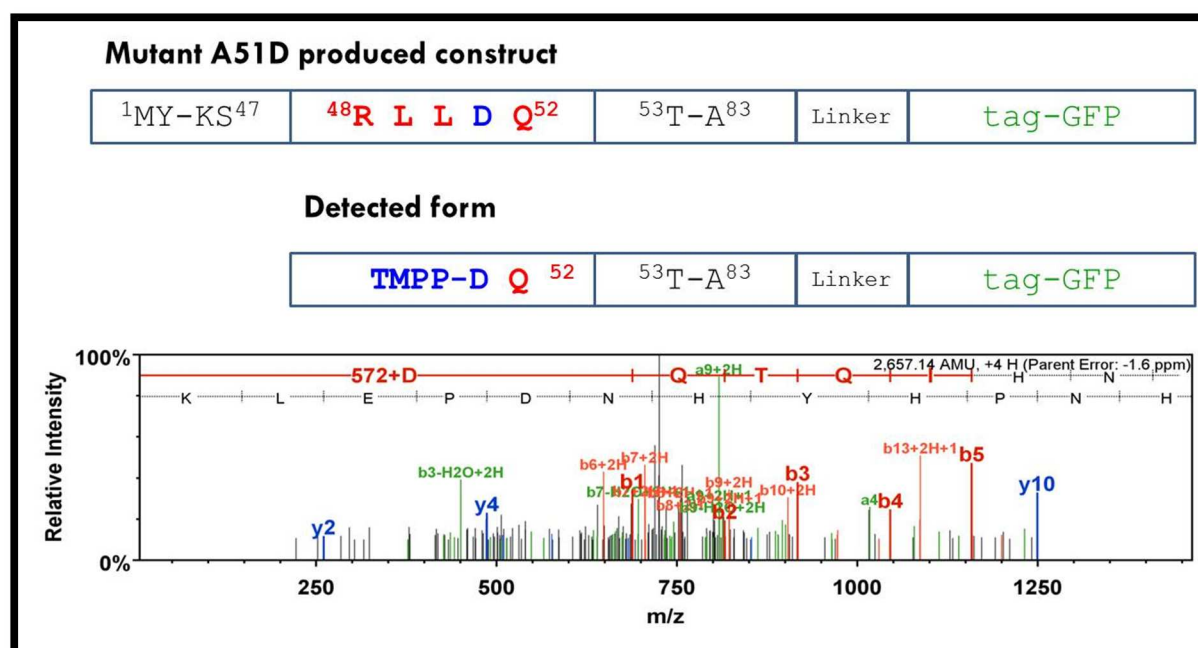 Mutant A51D produced construct
¹MY-KS⁴⁷ ⁴⁸R L L D Q⁵² ⁵³T-A⁸³ Linker tag-GFP
Detected form
TMPP-D Q ⁵² ⁵³T-A⁸³ Linker tag-GFP
100%
2,657.14 AMU, +4 H (Parent Error: -1.6 ppm)
572+D Q T Q I H N
K L E P D N H Y H P N H
a9+2H
b3-H2O+2H
b6+2H
b7+2H
b13+2H+1
b5
b1
b9+2H
b3
b10+2H
y10
y4
b2
a4
b4
y2
Relative Intensity
0%
250 500 750 1000 1250
m/z